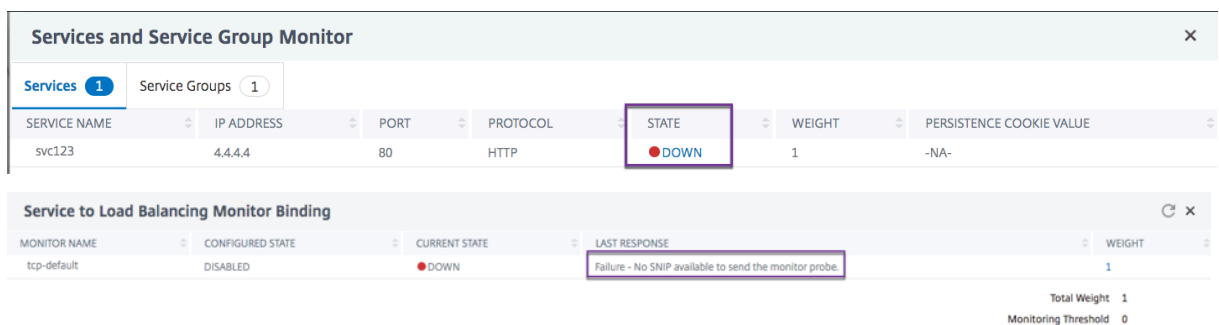 Services and Service Group Monitor
Services 1 Service Groups 1
SERVICE NAME IP ADDRESS PORT PROTOCOL STATE WEIGHT PERSISTENCE COOKIE VALUE
svc123 4.4.4.4 80 HTTP DOWN 1 -NA-
Service to Load Balancing Monitor Binding
MONITOR NAME CONFIGURED STATE CURRENT STATE LAST RESPONSE WEIGHT
tcp-default DISABLED DOWN Failure - No SNIP available to send the monitor probe. 1
Total Weight 1
Monitoring Threshold 0